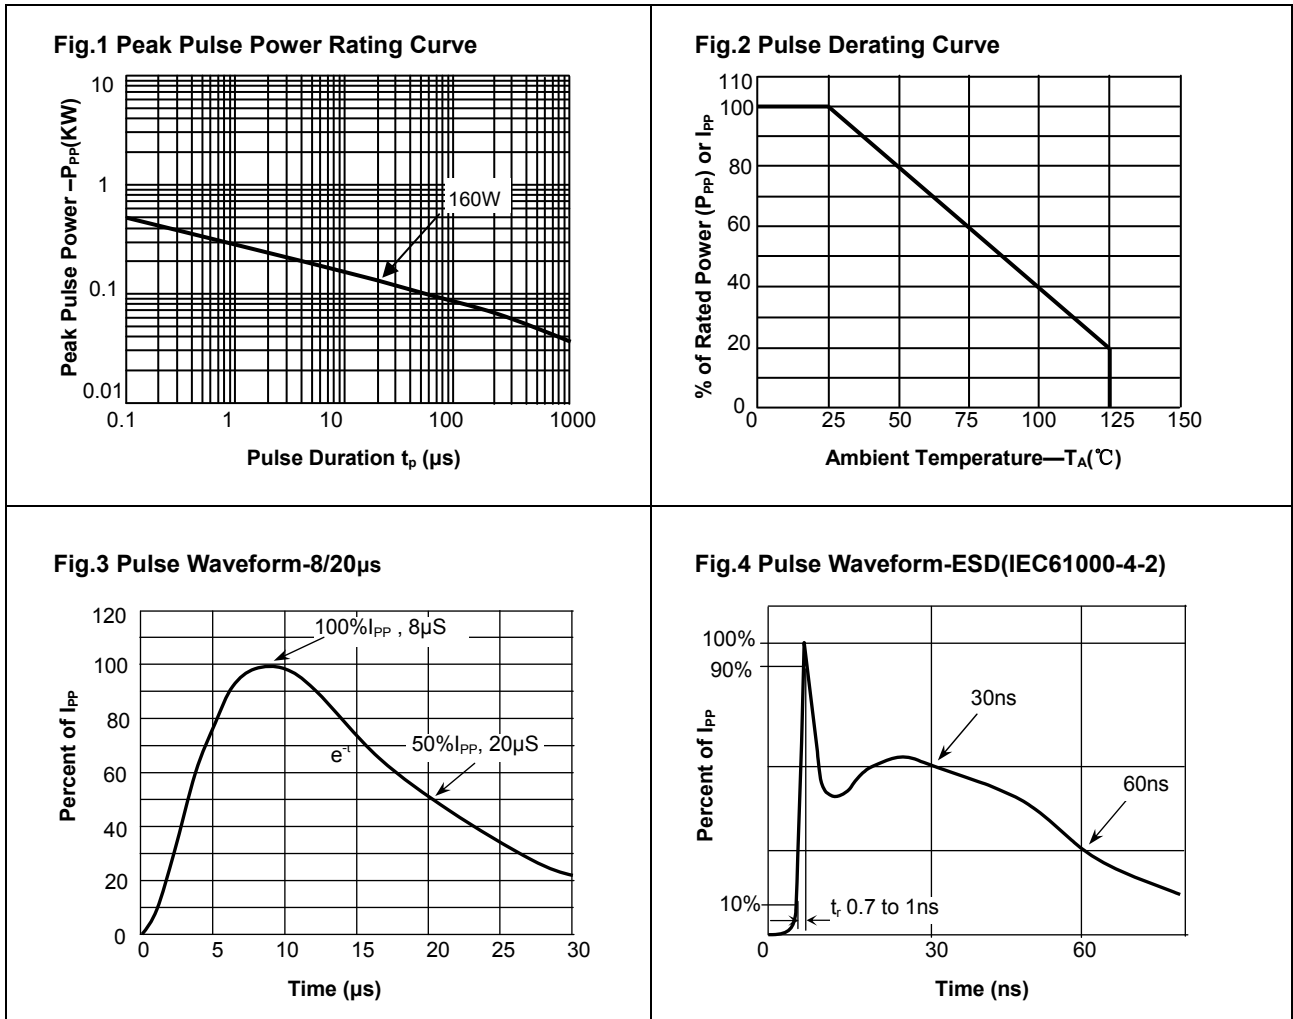 Fig.1 Peak Pulse Power Rating Curve
Peak Pulse Power –PPP(KW)
10
1
0.1
0.01
160W
0.1 1 10 100 1000
Pulse Duration tp (µs)
Fig.2 Pulse Derating Curve
% of Rated Power (PPP) or IPP
110
100
80
60
40
20
0
25 50 75 100 125 150
Ambient Temperature—TA(℃)
Fig.3 Pulse Waveform-8/20µs
Percent of IPP
120
100
80
60
40
20
0
100%IPP , 8µS
e-t
50%IPP, 20µS
0 5 10 15 20 25 30
Time (µs)
Fig.4 Pulse Waveform-ESD(IEC61000-4-2)
Percent of IPP
100%
90%
10%
30ns
60ns
tr 0.7 to 1ns
0 30 60
Time (ns)